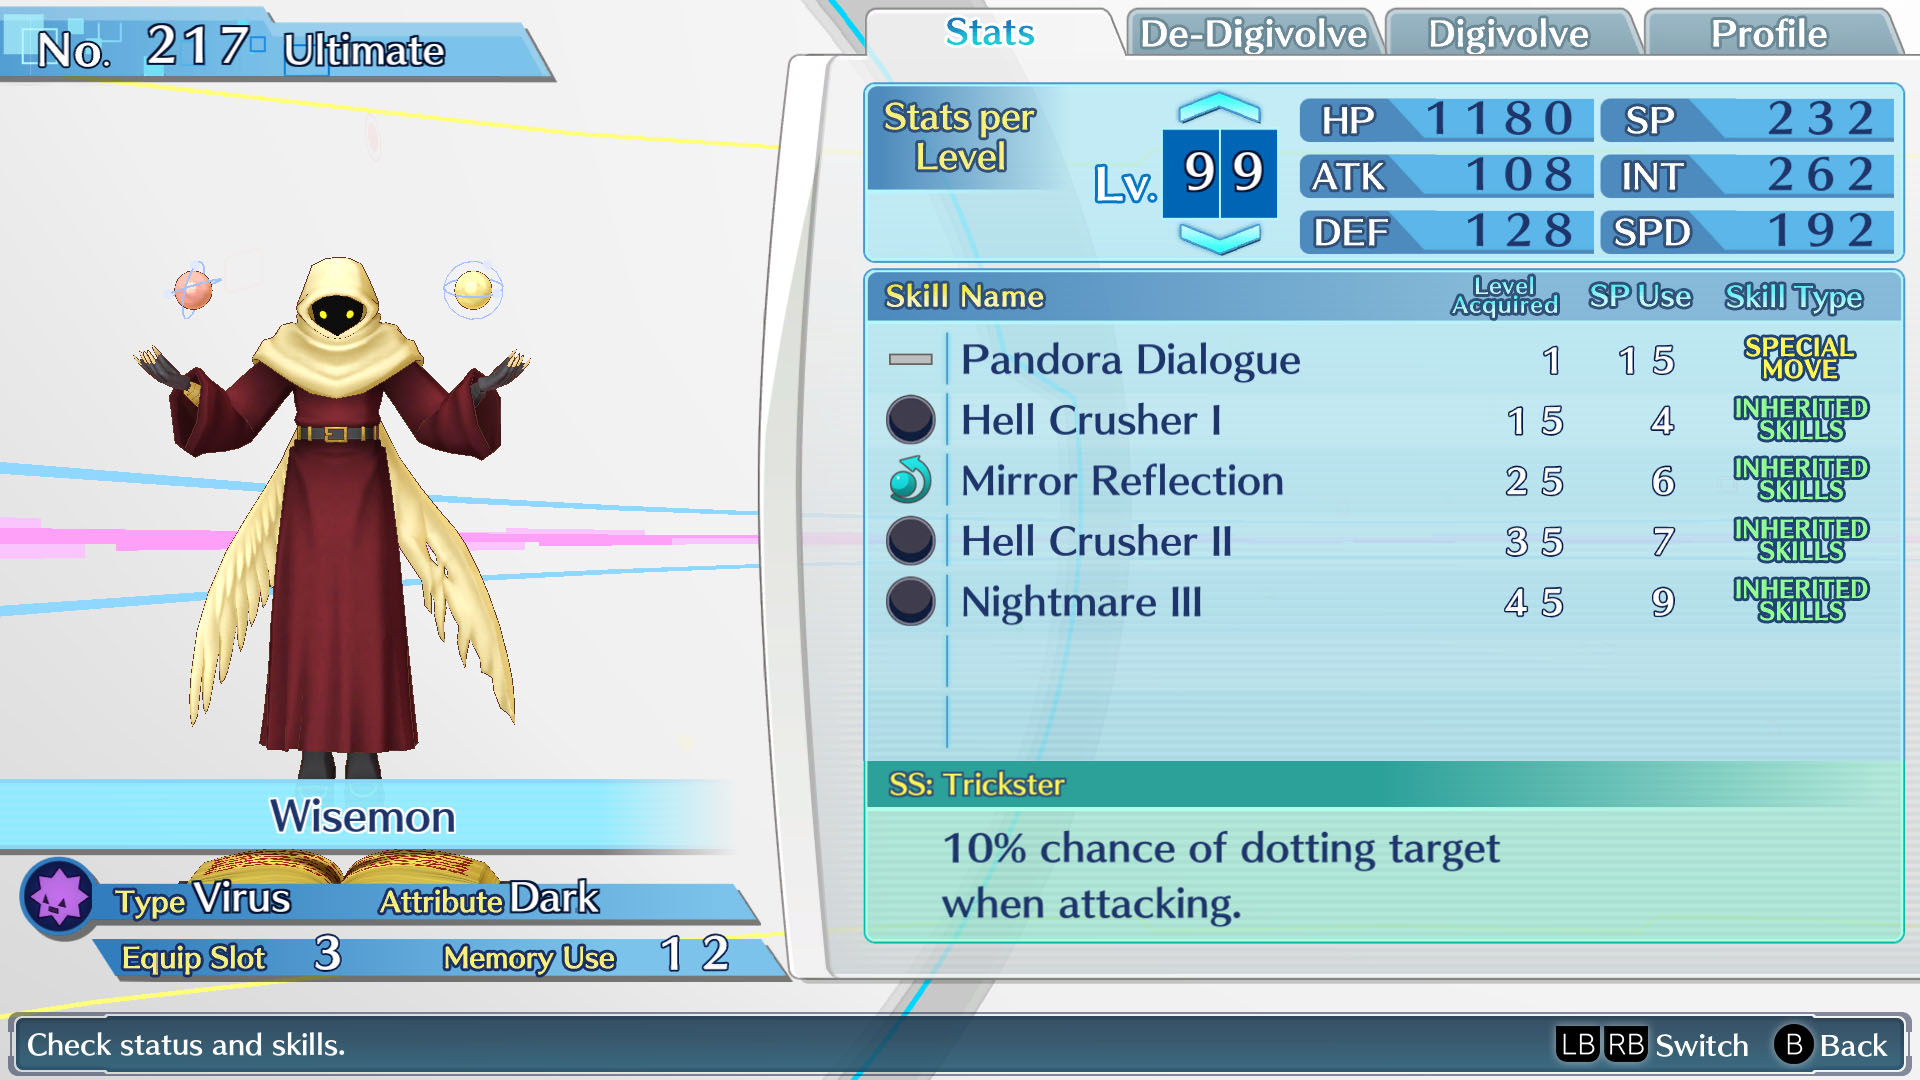 No. 217 Ultimate
Stats
De-Digivolve
Digivolve
Profile
Stats per
Level
Lv. 99
HP 1180
SP 232
ATK 108
INT 262
DEF 128
SPD 192
Skill Name
Level
Acquired
SP Use
Skill Type
Pandora Dialogue 1 15 SPECIAL
MOVE
Hell Crusher I 15 4 INHERITED
SKILLS
Mirror Reflection 25 6 INHERITED
SKILLS
Hell Crusher II 35 7 INHERITED
SKILLS
Nightmare III 45 9 INHERITED
SKILLS
SS: Trickster
10% chance of dotting target
when attacking.
Wisemon
Type Virus Attribute Dark
Equip Slot 3 Memory Use 12
Check status and skills.
LB RB Switch B Back